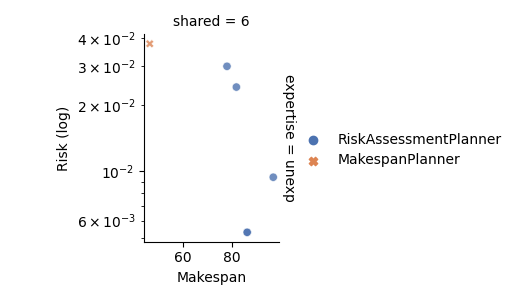 shared = 6
4 × 10⁻²
3 × 10⁻²
2 × 10⁻²
10⁻²
6 × 10⁻³
Risk (log)
60 80
Makespan
expertise = unexp
RiskAssessmentPlanner
MakespanPlanner